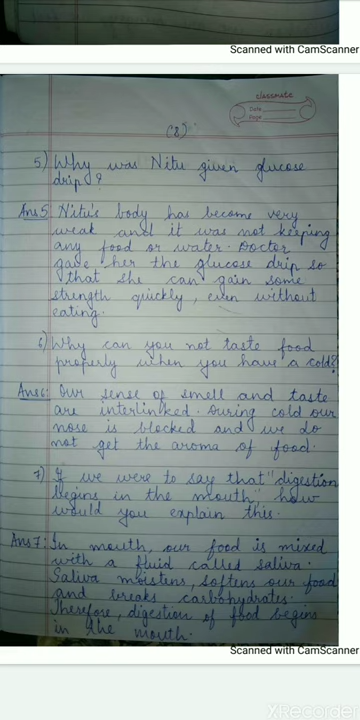 Scanned with CamScanner
classmate
Date
Page
(8)
5) Why was Nitu given glucose
drip?
Ans5 Nitu's body has become very
weak and it was not keeping
any food or water. Doctor
gave her the glucose drip so
that she can gain some
strength quickly, even without
eating.
6) Why can you not taste food
properly when you have a cold?
Ans6: Our sense of smell and taste
are interlinked. During cold our
nose is blocked and we do
not get the aroma of food.
7) If we were to say that "digestion
begins in the mouth" how
would you explain this.
Ans7: In mouth, our food is mixed
with a fluid called saliva.
Saliva moistens, softens our food
and breaks carbohydrates.
Therefore, digestion of food begins
in the mouth.
Scanned with CamScanner
XRecorder